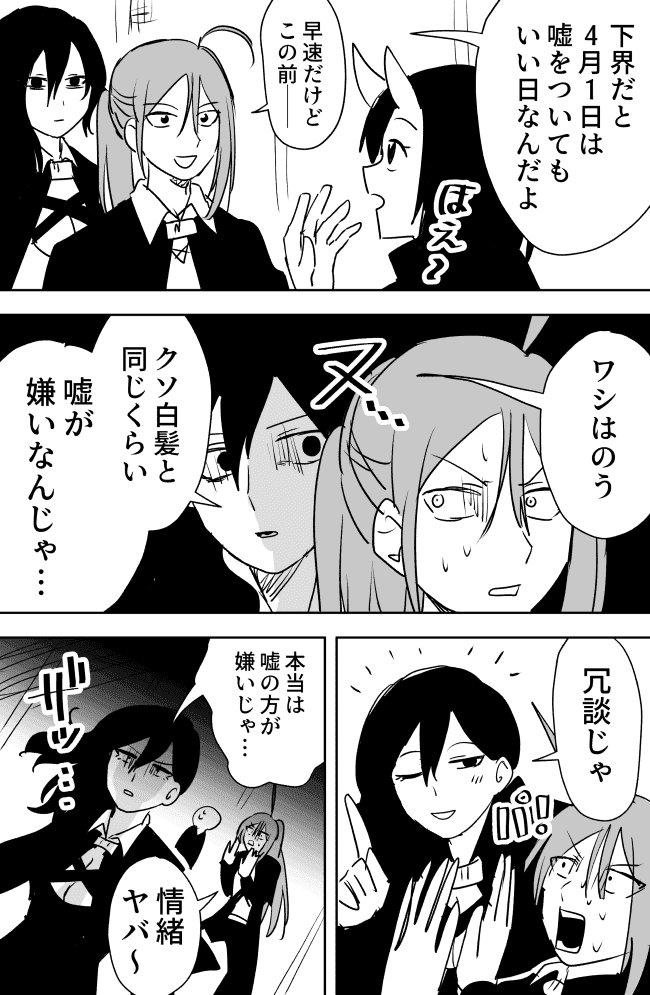 下界だと
4月1日は
嘘をついても
いい日なんだよ
早速だけど
この前──
ほえ～
ワシはのう
ヌ…
クソ白髪と
同じくらい
嘘が
嫌いなんじゃ…
冗談じゃ
パパ!
本当は
嘘の方が
嫌いじゃ…
ザッ…
情緒
ヤバ～